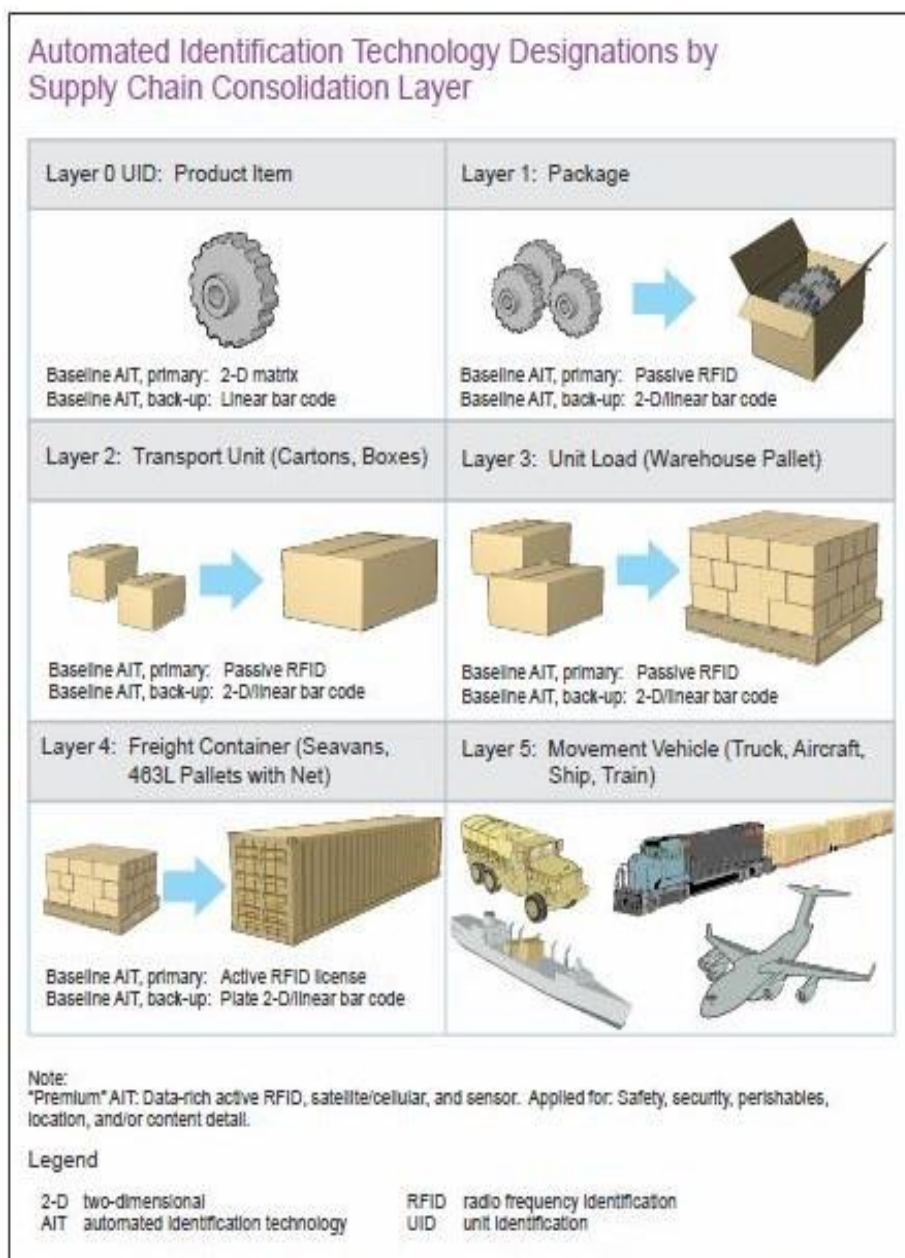 Automated Identification Technology Designations by
Supply Chain Consolidation Layer
Layer 0 UID: Product Item
Layer 1: Package
Baseline AIT, primary: 2-D matrix
Baseline AIT, back-up: Linear bar code
Baseline AIT, primary: Passive RFID
Baseline AIT, back-up: 2-D/linear bar code
Layer 2: Transport Unit (Cartons, Boxes)
Layer 3: Unit Load (Warehouse Pallet)
Baseline AIT, primary: Passive RFID
Baseline AIT, back-up: 2-D/linear bar code
Baseline AIT, primary: Passive RFID
Baseline AIT, back-up: 2-D/linear bar code
Layer 4: Freight Container (Seavans,
463L Pallets with Net)
Layer 5: Movement Vehicle (Truck, Aircraft,
Ship, Train)
Baseline AIT, primary: Active RFID license
Baseline AIT, back-up: Plate 2-D/linear bar code
Note:
"Premium" AIT: Data-rich active RFID, satellite/cellular, and sensor. Applied for: Safety, security, perishables,
location, and/or content detail.
Legend
2-D two-dimensional
AIT automated identification technology
RFID radio frequency identification
UID unit identification